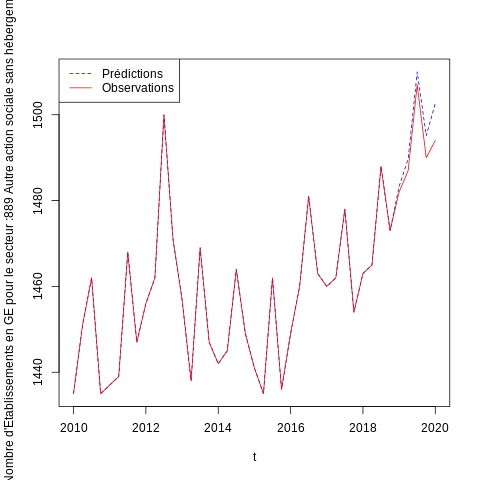 Nombre d'Etablissements en GE pour le secteur :889 Autre action sociale sans hébergem
Prédictions
Observations
1500
1480
1460
1440
2010 2012 2014 2016 2018 2020
t